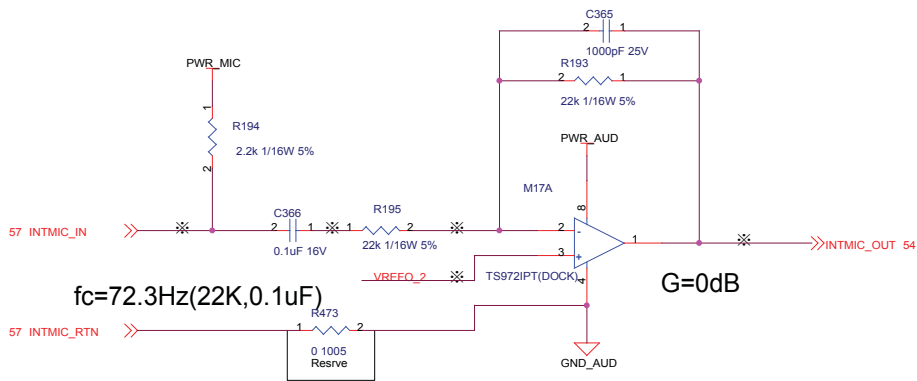 C365
2 1
1000pF 25V
PWR_MIC
R193
2 1
22k 1/16W 5%
1
R194
2.2k 1/16W 5%
2
PWR_AUD
M17A
8
57 INTMIC_IN
※
C366
2 1
0.1uF 16V
※
R195
1 2
22k 1/16W 5%
※
2
-
3
+
1
※
INTMIC_OUT 54
VREFO_2
※
TS972IPT(DOCK)
4
G=0dB
fc=72.3Hz(22K,0.1uF)
57 INTMIC_RTN
R473
1 2
0 1005
Resrve
GND_AUD